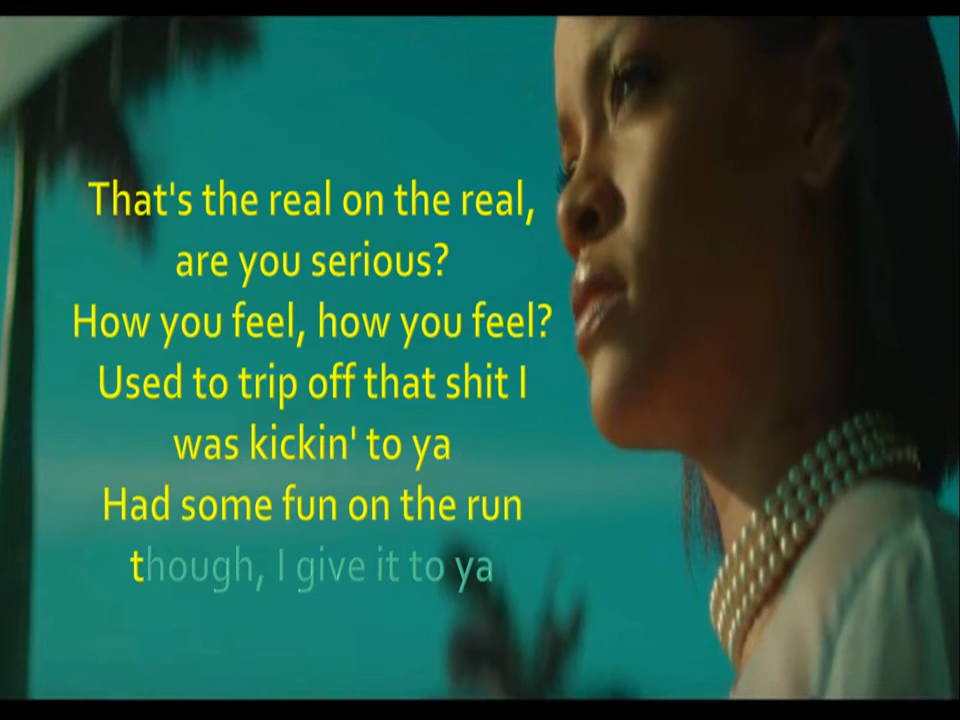 That's the real on the real,
are you serious?
How you feel, how you feel?
Used to trip off that shit I
was kickin' to ya
Had some fun on the run
though, I give it to ya